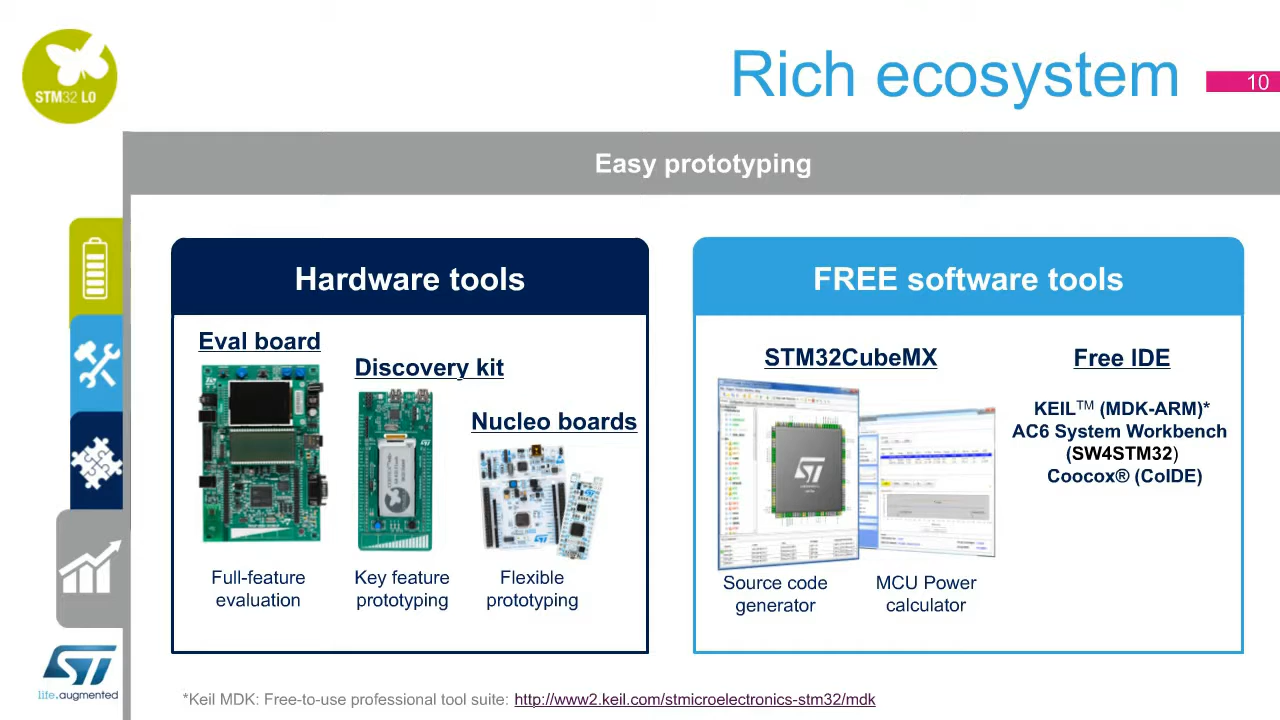 STM32 L0
Rich ecosystem
10
Easy prototyping
Hardware tools
Eval board
Discovery kit
Nucleo boards
Full-feature
evaluation
Key feature
prototyping
Flexible
prototyping
FREE software tools
STM32CubeMX
Source code
generator
MCU Power
calculator
Free IDE
KEIL™ (MDK-ARM)*
AC6 System Workbench
(SW4STM32)
Coocox® (CoIDE)
ST
life.augmented
*Keil MDK: Free-to-use professional tool suite: http://www2.keil.com/stmicroelectronics-stm32/mdk